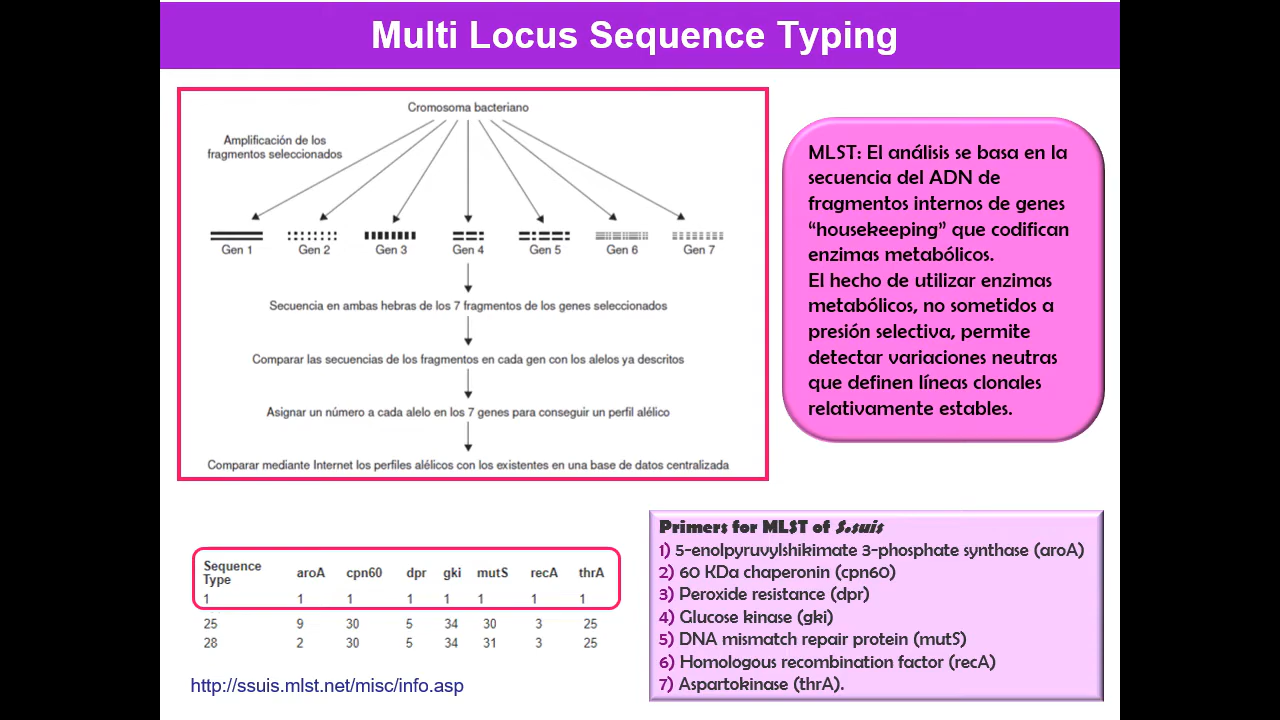 Multi Locus Sequence Typing
Cromosoma bacteriano
Amplificación de los
fragmentos seleccionados
Gen 1 Gen 2 Gen 3 Gen 4 Gen 5 Gen 6 Gen 7
Secuencia en ambas hebras de los 7 fragmentos de los genes seleccionados
Comparar las secuencias de los fragmentos en cada gen con los alelos ya descritos
Asignar un número a cada alelo en los 7 genes para conseguir un perfil alélico
Comparar mediante Internet los perfiles alélicos con los existentes en una base de datos centralizada
MLST: El análisis se basa en la
secuencia del ADN de
fragmentos internos de genes
“housekeeping” que codifican
enzimas metabólicos.
El hecho de utilizar enzimas
metabólicos, no sometidos a
presión selectiva, permite
detectar variaciones neutras
que definen líneas clonales
relativamente estables.
Sequence
Type aroA cpn60 dpr gki mutS recA thrA
1 1 1 1 1 1 1 1
25 9 30 5 34 30 3 25
28 2 30 5 34 31 3 25
http://ssuis.mlst.net/misc/info.asp
Primers for MLST of S.suis
1) 5-enolpyruvylshikimate 3-phosphate synthase (aroA)
2) 60 KDa chaperonin (cpn60)
3) Peroxide resistance (dpr)
4) Glucose kinase (gki)
5) DNA mismatch repair protein (mutS)
6) Homologous recombination factor (recA)
7) Aspartokinase (thrA).